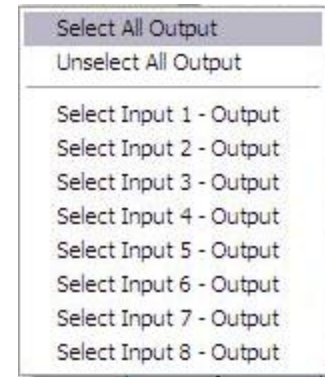 Select All Output
Unselect All Output
Select Input 1 - Output
Select Input 2 - Output
Select Input 3 - Output
Select Input 4 - Output
Select Input 5 - Output
Select Input 6 - Output
Select Input 7 - Output
Select Input 8 - Output